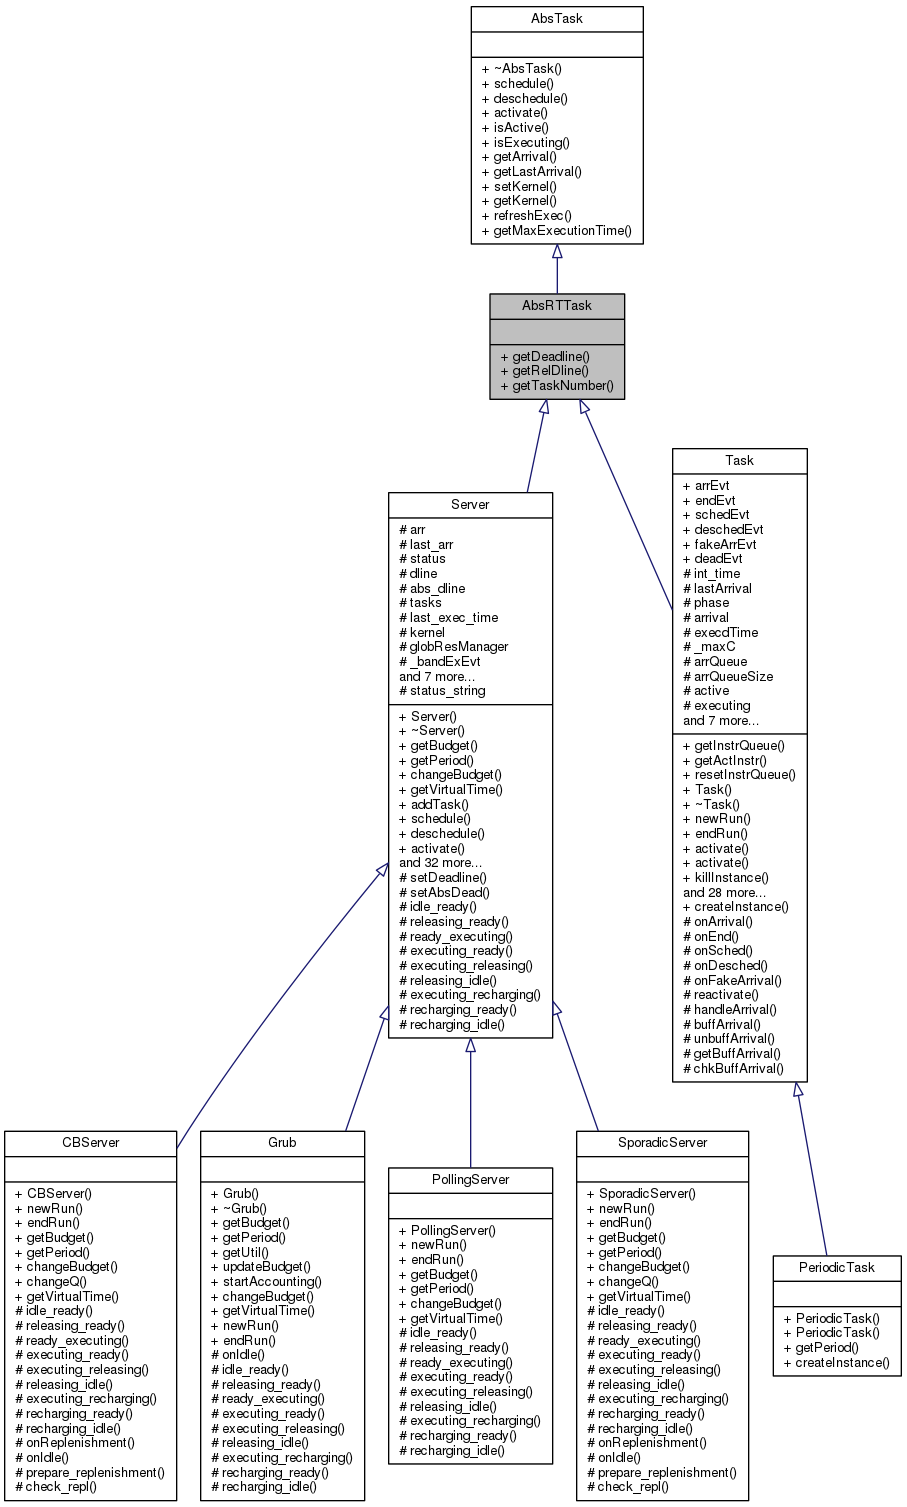 AbsTask
+ ~AbsTask()
+ schedule()
+ deschedule()
+ activate()
+ isActive()
+ isExecuting()
+ getArrival()
+ getLastArrival()
+ setKernel()
+ getKernel()
+ refreshExec()
+ getMaxExecutionTime()
AbsRTTask
+ getDeadline()
+ getRelDline()
+ getTaskNumber()
Server
# arr
# last_arr
# status
# dline
# abs_dline
# tasks
# last_exec_time
# kernel
# globResManager
# _bandExEvt
and 7 more...
# status_string
+ Server()
+ ~Server()
+ getBudget()
+ getPeriod()
+ changeBudget()
+ getVirtualTime()
+ addTask()
+ schedule()
+ deschedule()
+ activate()
and 32 more...
# setDeadline()
# setAbsDead()
# idle_ready()
# releasing_ready()
# ready_executing()
# executing_ready()
# executing_releasing()
# releasing_idle()
# executing_recharging()
# recharging_ready()
# recharging_idle()
Task
+ arrEvt
+ endEvt
+ schedEvt
+ deschedEvt
+ fakeArrEvt
+ deadEvt
# int_time
# lastArrival
# phase
# arrival
# execdTime
# _maxC
# arrQueue
# arrQueueSize
# active
# executing
and 7 more...
+ getInstrQueue()
+ getActInstr()
+ resetInstrQueue()
+ Task()
+ ~Task()
+ newRun()
+ endRun()
+ activate()
+ activate()
+ killInstance()
and 28 more...
+ createInstance()
# onArrival()
# onEnd()
# onSched()
# onDesched()
# onFakeArrival()
# reactivate()
# handleArrival()
# buffArrival()
# unbuffArrival()
# getBuffArrival()
# chkBuffArrival()
CBServer
+ CBServer()
+ newRun()
+ endRun()
+ getBudget()
+ getPeriod()
+ changeBudget()
+ changeQ()
+ getVirtualTime()
# idle_ready()
# releasing_ready()
# ready_executing()
# executing_ready()
# executing_releasing()
# releasing_idle()
# executing_recharging()
# recharging_ready()
# recharging_idle()
# onReplenishment()
# onIdle()
# prepare_replenishment()
# check_repl()
Grub
+ Grub()
+ ~Grub()
+ getBudget()
+ getPeriod()
+ getUtil()
+ updateBudget()
+ startAccounting()
+ changeBudget()
+ getVirtualTime()
+ newRun()
+ endRun()
# onIdle()
# idle_ready()
# releasing_ready()
# ready_executing()
# executing_ready()
# executing_releasing()
# releasing_idle()
# executing_recharging()
# recharging_ready()
# recharging_idle()
PollingServer
+ PollingServer()
+ newRun()
+ endRun()
+ getBudget()
+ getPeriod()
+ changeBudget()
+ getVirtualTime()
# idle_ready()
# releasing_ready()
# ready_executing()
# executing_ready()
# executing_releasing()
# releasing_idle()
# executing_recharging()
# recharging_ready()
# recharging_idle()
SporadicServer
+ SporadicServer()
+ newRun()
+ endRun()
+ getBudget()
+ getPeriod()
+ changeBudget()
+ changeQ()
+ getVirtualTime()
# idle_ready()
# releasing_ready()
# ready_executing()
# executing_ready()
# executing_releasing()
# releasing_idle()
# executing_recharging()
# recharging_ready()
# recharging_idle()
# onReplenishment()
# onIdle()
# prepare_replenishment()
# check_repl()
PeriodicTask
+ PeriodicTask()
+ PeriodicTask()
+ getPeriod()
+ createInstance()